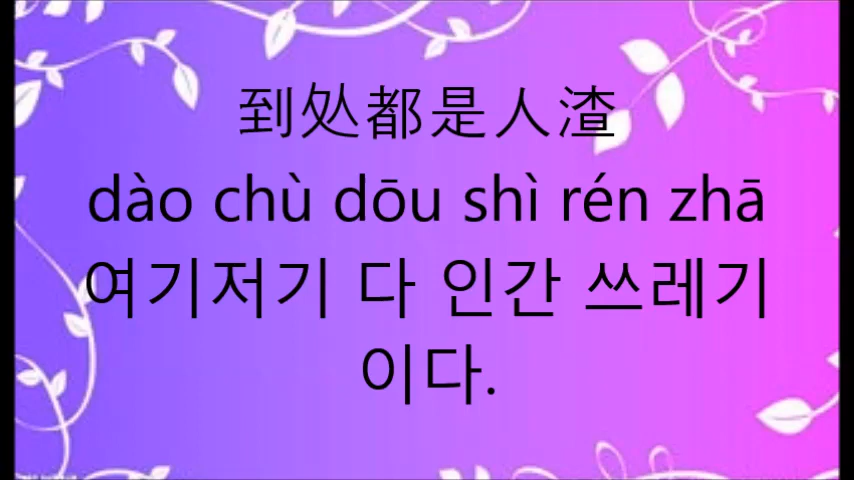 到处都是人渣
dào chù dōu shì rén zhā
여기저기 다 인간 쓰레기
이다.